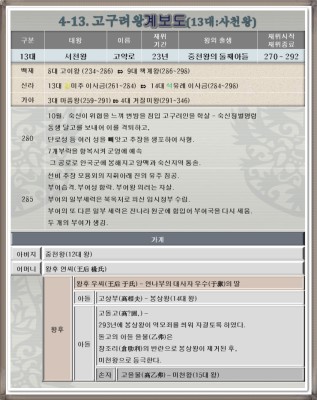 4-13. 고구려왕계보도(13대:서천왕)
구분 대왕 이름 재위기간 왕의 출생 재위시작 재위종료
13대 서천왕 고약로 23년 중천왕의 둘째아들 270 - 292
백제 8대 고이왕 (234~286) ⇔ 9대 책계왕(286~298)
신라 13대 미추 이사금(261~284) ⇔ 14대 유례 이사금(284~298)
가야 3대 마품왕(259~291) ⇔ 4대 거질미왕(291~346)
280
10월, 숙신이 위협을 느껴 변방을 침입 고구려인을 학살 - 숙신정벌명령
동생 달고를 보내어 이를 격퇴하고,
단로성 등 여러 성을 빼앗고 추장을 생포하여 사형,
7개부락을 항복시켜 군영에 예속
그 공로로 안국군에 봉해지고 양맥과 숙신지역 통솔,
285
선비 추장 모용외의 지휘아래 전의 유주 침공,
부여습격, 부여성 함락, 부여왕 의려는 자살,
부여의 일부세력은 북옥저로 피신 임시정부 수립,
부여의 또 다른 일부 세력은 진나라 원군에 힘입어 부여국을 다시 세움,
두 개의 부여가 생김,
가계
아버지 중천왕(12대 왕)
어머니 왕후 연씨(王后 椽氏)
왕후
왕후 우씨(王后 于氏) - 연나부의 대사자 우수(于漱)의 딸
아들 고상부(高相夫) - 봉상왕(14대 왕)
아들
고돌고(高?固,) -
293년에 봉상왕이 역모죄를 씌워 자결토록 하였다.
돌고의 아들 을불(乙弗)은
창조리(倉助利)의 반란으로 봉상왕이 제거된 후,
미천왕으로 등극한다.
손자 고을불(高乙弗) - 미천왕(15대 왕)